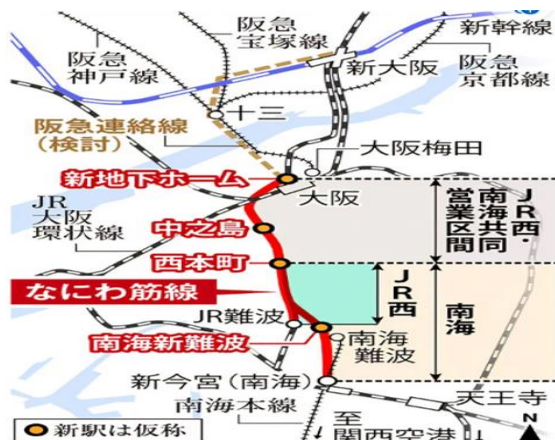 阪急
宝塚線
新幹線
阪急
神戸線
新大阪
阪急
京都線
十三
阪急連絡線
(検討)
大阪梅田
新地下ホーム
大阪
JR
大阪
環状線
中之島
西本町
なにわ筋線
JR西・
南海共同
営業区間
JR西
南海
JR難波
南海新難波
南海
難波
新今宮(南海)
南海本線
天王寺
至
関西空港
新駅は仮称
N